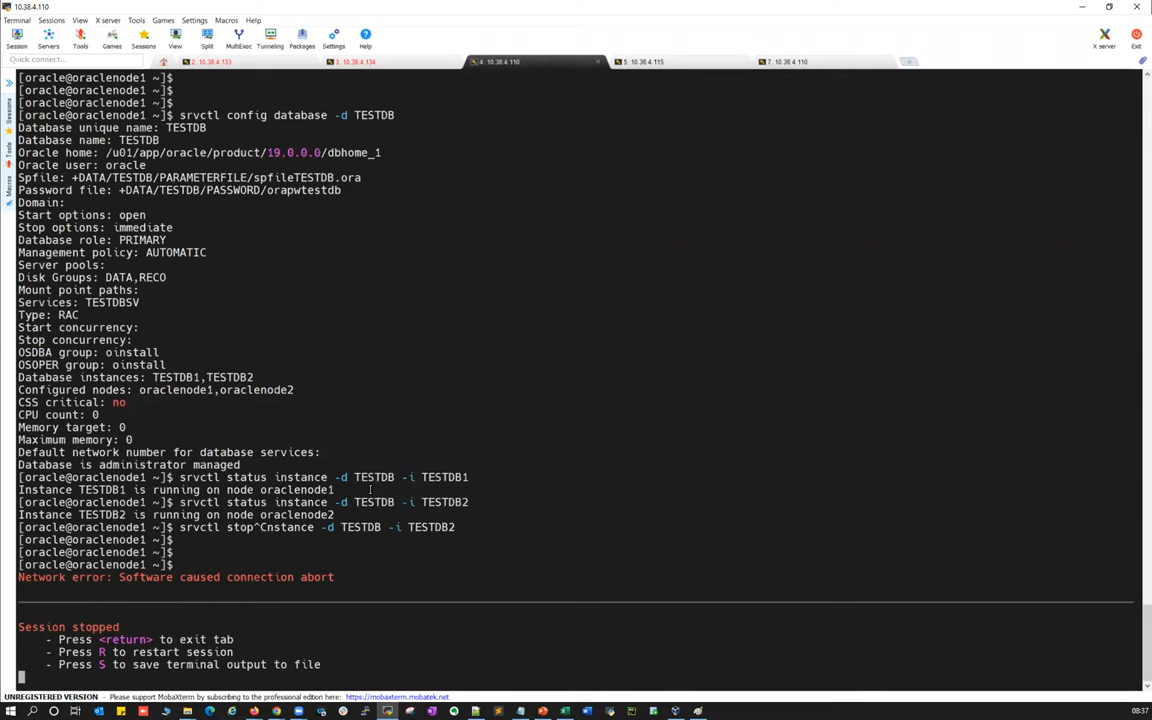 10.38.4.110
Terminal Sessions View X server Tools Games Settings Macros Help
Session Servers Tools Games Sessions View Split MultiExec Tunneling Packages Settings Help X server Exit
Quick connect...
2. 10.38.4.133
3. 10.38.4.134
4. 10.38.4.110
5. 10.38.4.115
7. 10.38.4.110
Sessions
Tools
Macros
[oracle@oraclenode1 ~]$
[oracle@oraclenode1 ~]$
[oracle@oraclenode1 ~]$
[oracle@oraclenode1 ~]$ srvctl config database -d TESTDB
Database unique name: TESTDB
Database name: TESTDB
Oracle home: /u01/app/oracle/product/19.0.0.0/dbhome_1
Oracle user: oracle
Spfile: +DATA/TESTDB/PARAMETERFILE/spfileTESTDB.ora
Password file: +DATA/TESTDB/PASSWORD/orapwtestdb
Domain:
Start options: open
Stop options: immediate
Database role: PRIMARY
Management policy: AUTOMATIC
Server pools:
Disk Groups: DATA,RECO
Mount point paths:
Services: TESTDBSV
Type: RAC
Start concurrency:
Stop concurrency:
OSDBA group: oinstall
OSOPER group: oinstall
Database instances: TESTDB1,TESTDB2
Configured nodes: oraclenode1,oraclenode2
CSS critical: no
CPU count: 0
Memory target: 0
Maximum memory: 0
Default network number for database services:
Database is administrator managed
[oracle@oraclenode1 ~]$ srvctl status instance -d TESTDB -i TESTDB1
Instance TESTDB1 is running on node oraclenode1
[oracle@oraclenode1 ~]$ srvctl status instance -d TESTDB -i TESTDB2
Instance TESTDB2 is running on node oraclenode2
[oracle@oraclenode1 ~]$ srvctl stop^Cnstance -d TESTDB -i TESTDB2
[oracle@oraclenode1 ~]$
[oracle@oraclenode1 ~]$
[oracle@oraclenode1 ~]$
Network error: Software caused connection abort
Session stopped
- Press <return> to exit tab
- Press R to restart session
- Press S to save terminal output to file
UNREGISTERED VERSION - Please support MobaXterm by subscribing to the professional edition here: https://mobaxterm.mobatek.net
08:37